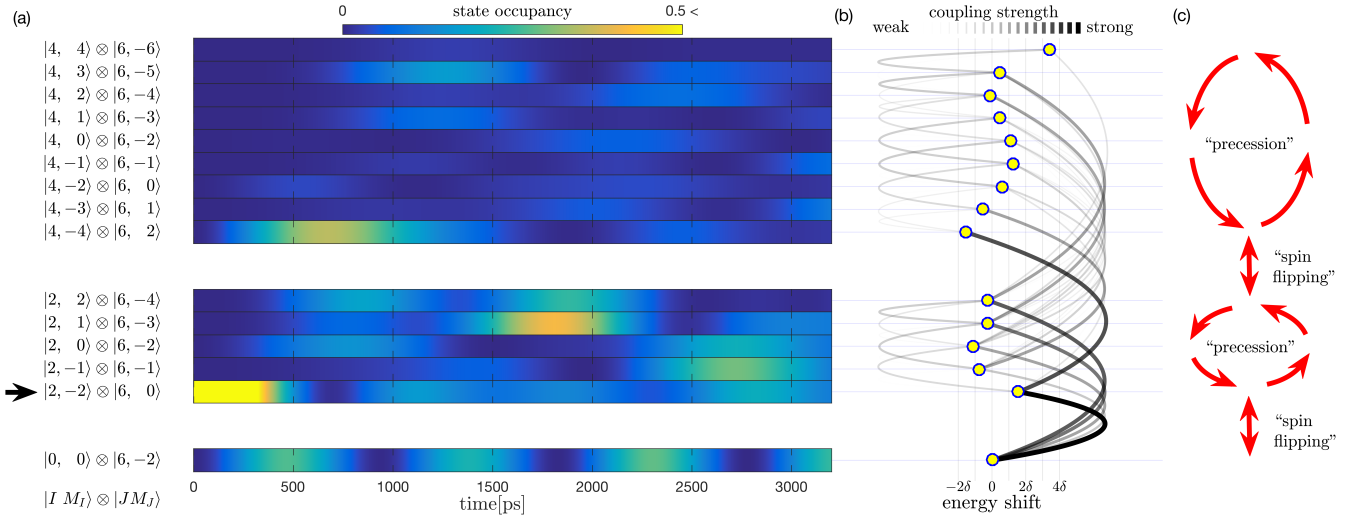 (a)
0 state occupancy 0.5 <
|4, 4⟩ ⊗ |6, −6⟩
|4, 3⟩ ⊗ |6, −5⟩
|4, 2⟩ ⊗ |6, −4⟩
|4, 1⟩ ⊗ |6, −3⟩
|4, 0⟩ ⊗ |6, −2⟩
|4, −1⟩ ⊗ |6, −1⟩
|4, −2⟩ ⊗ |6, 0⟩
|4, −3⟩ ⊗ |6, 1⟩
|4, −4⟩ ⊗ |6, 2⟩
|2, 2⟩ ⊗ |6, −4⟩
|2, 1⟩ ⊗ |6, −3⟩
|2, 0⟩ ⊗ |6, −2⟩
|2, −1⟩ ⊗ |6, −1⟩
|2, −2⟩ ⊗ |6, 0⟩
|0, 0⟩ ⊗ |6, −2⟩
|I M_I⟩ ⊗ |J M_J⟩
0 500 1000 1500 2000 2500 3000
time[ps]
(b)
coupling strength
weak strong
−2δ 0 2δ 4δ
energy shift
(c)
“precession”
“spin
flipping”
“precession”
“spin
flipping”